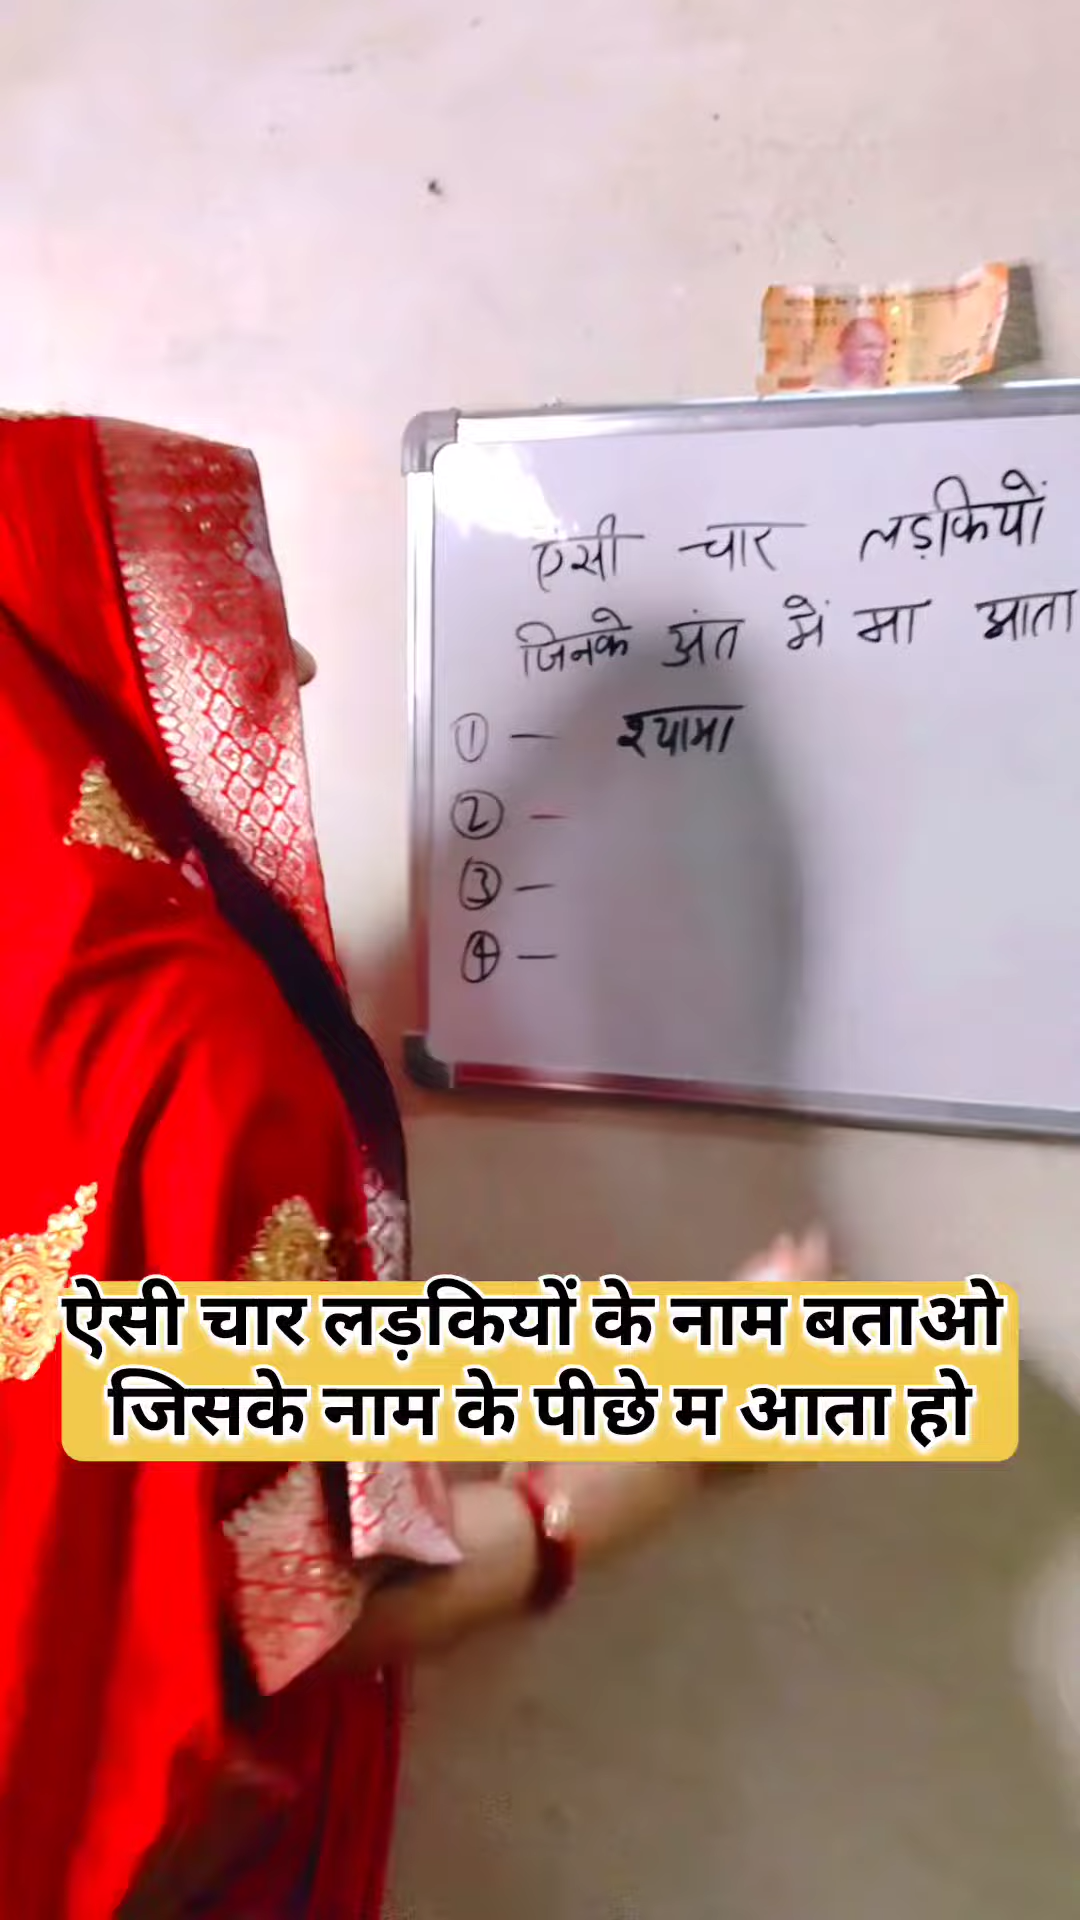 ऐसी चार लड़कियों
जिनके अंत में मा आता
① - श्यामा
② -
③ -
④ -
ऐसी चार लड़कियों के नाम बताओ
जिसके नाम के पीछे म आता हो